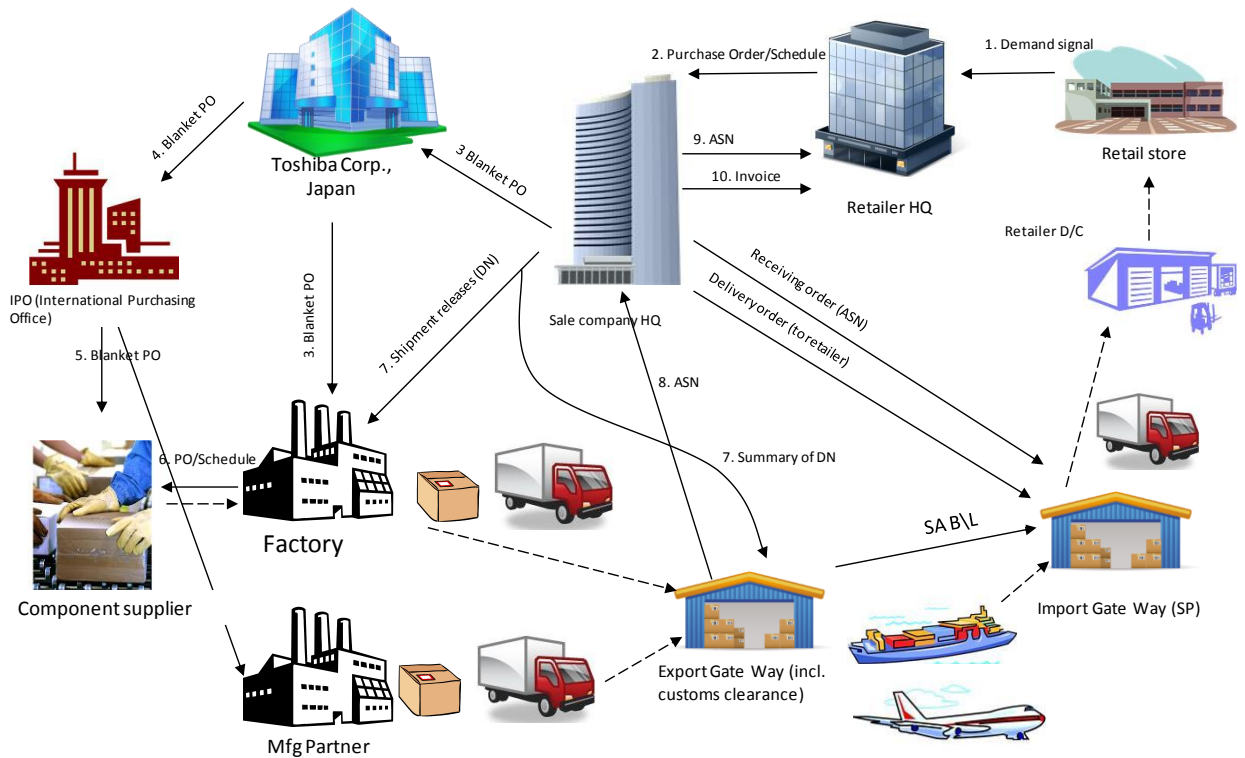 1. Demand signal
2. Purchase Order/Schedule
4. Blanket PO
3 Blanket PO
9. ASN
10. Invoice
Toshiba Corp.,
Japan
Retail store
Retailer HQ
Retailer D/C
IPO (International Purchasing
Office)
Sale company HQ
Receiving order (ASN)
Delivery order (to retailer)
7. Shipment releases (DN)
3. Blanket PO
5. Blanket PO
8. ASN
6. PO/Schedule
7. Summary of DN
SA B\L
Factory
Component supplier
Import Gate Way (SP)
Export Gate Way (incl.
customs clearance)
Mfg Partner